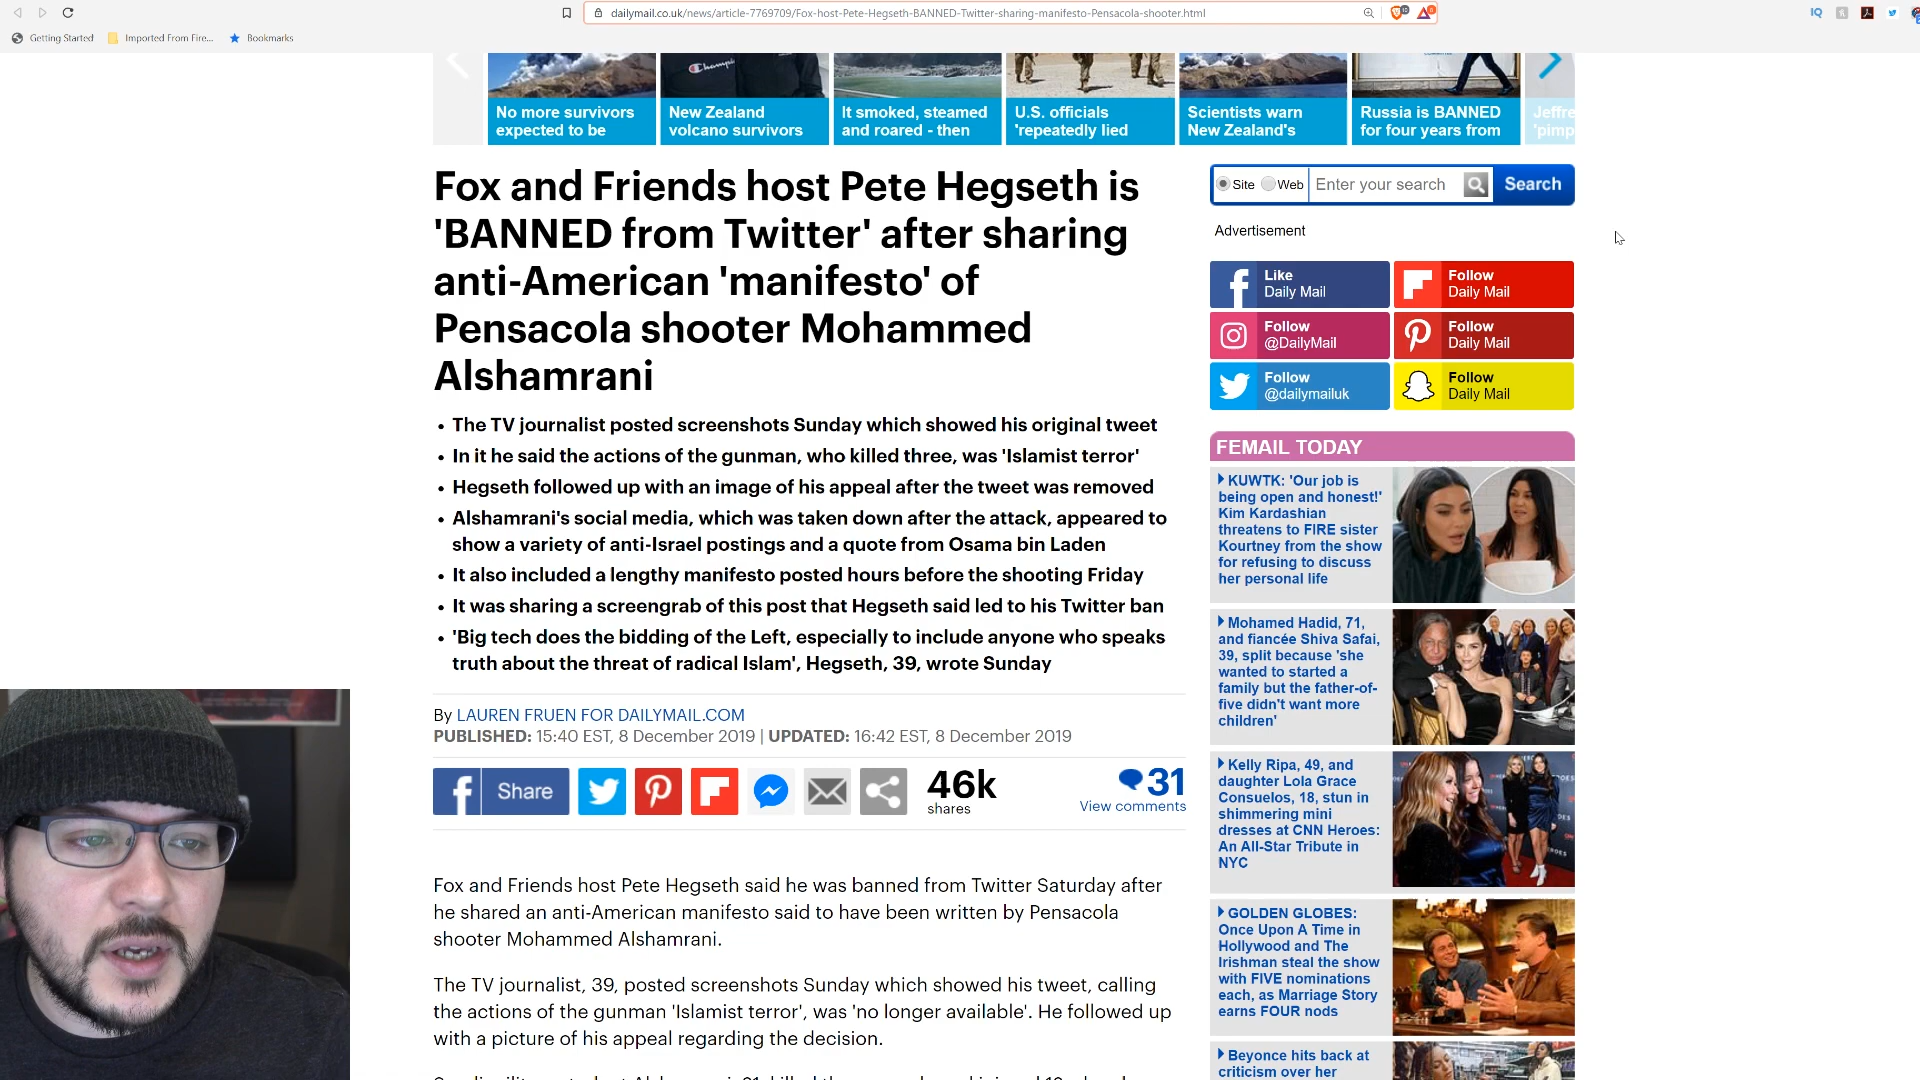 dailymail.co.uk/news/article-7769709/Fox-host-Pete-Hegseth-BANNED-Twitter-sharing-manifesto-Pensacola-shooter.html
IQ
Getting Started
Imported From Fire...
Bookmarks
No more survivors
expected to be
New Zealand
volcano survivors
It smoked, steamed
and roared - then
U.S. officials
'repeatedly lied
Scientists warn
New Zealand's
Russia is BANNED
for four years from
Jeffre
'pimp
Champi
Fox and Friends host Pete Hegseth is
'BANNED from Twitter' after sharing
anti-American 'manifesto' of
Pensacola shooter Mohammed
Alshamrani
• The TV journalist posted screenshots Sunday which showed his original tweet
• In it he said the actions of the gunman, who killed three, was 'Islamist terror'
• Hegseth followed up with an image of his appeal after the tweet was removed
• Alshamrani's social media, which was taken down after the attack, appeared to
show a variety of anti-Israel postings and a quote from Osama bin Laden
• It also included a lengthy manifesto posted hours before the shooting Friday
• It was sharing a screengrab of this post that Hegseth said led to his Twitter ban
• 'Big tech does the bidding of the Left, especially to include anyone who speaks
truth about the threat of radical Islam', Hegseth, 39, wrote Sunday
By LAUREN FRUEN FOR DAILYMAIL.COM
PUBLISHED: 15:40 EST, 8 December 2019 | UPDATED: 16:42 EST, 8 December 2019
Share
46k
shares
31
View comments
Fox and Friends host Pete Hegseth said he was banned from Twitter Saturday after
he shared an anti-American manifesto said to have been written by Pensacola
shooter Mohammed Alshamrani.
The TV journalist, 39, posted screenshots Sunday which showed his tweet, calling
the actions of the gunman 'Islamist terror', was 'no longer available'. He followed
up with a picture of his appeal regarding the decision.
Site Web Enter your search Search
Advertisement
Like
Daily Mail
Follow
Daily Mail
Follow
@DailyMail
Follow
Daily Mail
Follow
@dailymailuk
Follow
Daily Mail
FEMAIL TODAY
KUWTK: 'Our job is
being open and honest!'
Kim Kardashian
threatens to FIRE sister
Kourtney from the show
for refusing to discuss
her personal life
Mohamed Hadid, 71,
and fiancée Shiva Safai,
39, split because 'she
wanted to started a
family but the father-of-
five didn't want more
children'
Kelly Ripa, 49, and
daughter Lola Grace
Consuelos, 18, stun in
shimmering mini
dresses at CNN Heroes:
An All-Star Tribute in
NYC
GOLDEN GLOBES:
Once Upon A Time in
Hollywood and The
Irishman steal the show
with FIVE nominations
each, as Marriage Story
earns FOUR nods
Beyonce hits back at
criticism over her